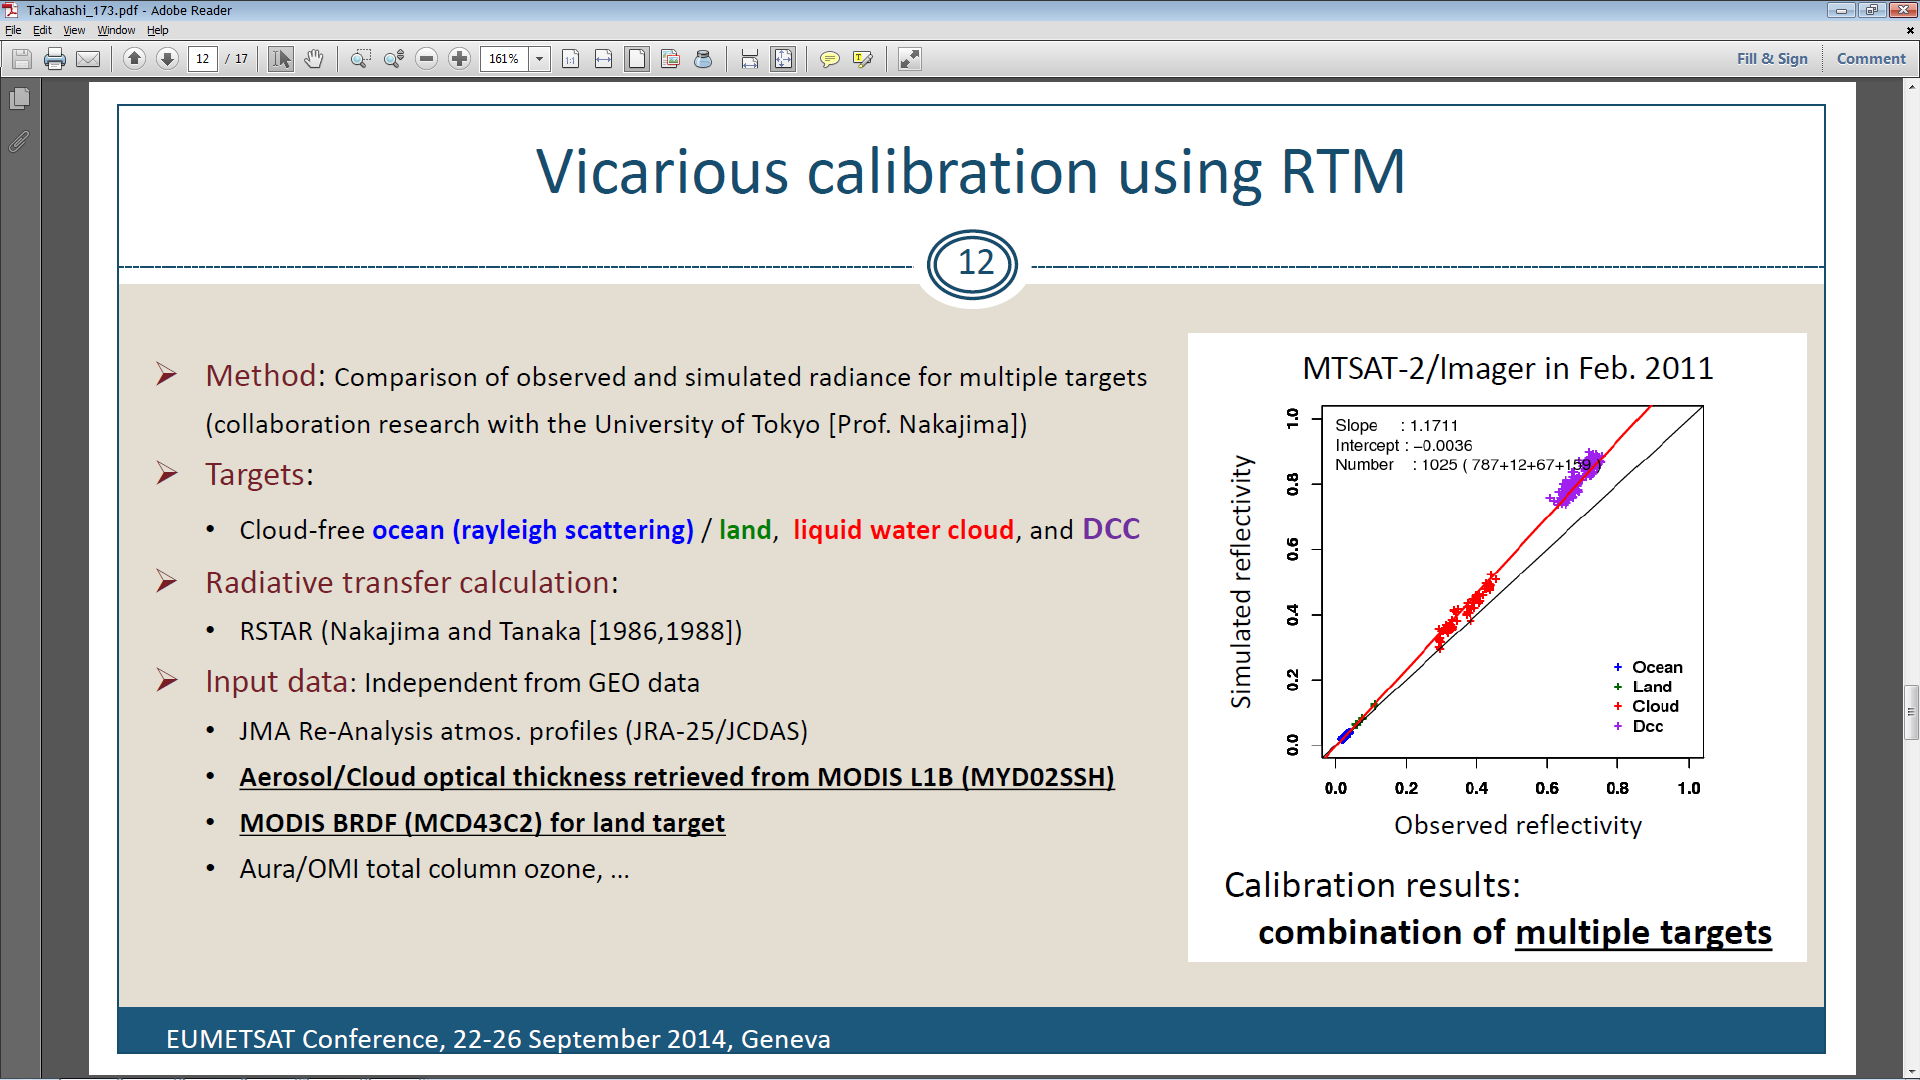 Takahashi_173.pdf - Adobe Reader
File Edit View Window Help
12 / 17 161% Fill & Sign Comment
Vicarious calibration using RTM
12
Method: Comparison of observed and simulated radiance for multiple targets
(collaboration research with the University of Tokyo [Prof. Nakajima])
Targets:
• Cloud-free ocean (rayleigh scattering) / land, liquid water cloud, and DCC
Radiative transfer calculation:
• RSTAR (Nakajima and Tanaka [1986,1988])
Input data: Independent from GEO data
• JMA Re-Analysis atmos. profiles (JRA-25/JCDAS)
• Aerosol/Cloud optical thickness retrieved from MODIS L1B (MYD02SSH)
• MODIS BRDF (MCD43C2) for land target
• Aura/OMI total column ozone, ...
MTSAT-2/Imager in Feb. 2011
Slope : 1.1711
Intercept : −0.0036
Number : 1025 ( 787+12+67+159 )
Simulated reflectivity
1.0
0.8
0.6
0.4
0.2
0.0
Ocean
Land
Cloud
Dcc
0.0 0.2 0.4 0.6 0.8 1.0
Observed reflectivity
Calibration results:
combination of multiple targets
EUMETSAT Conference, 22-26 September 2014, Geneva